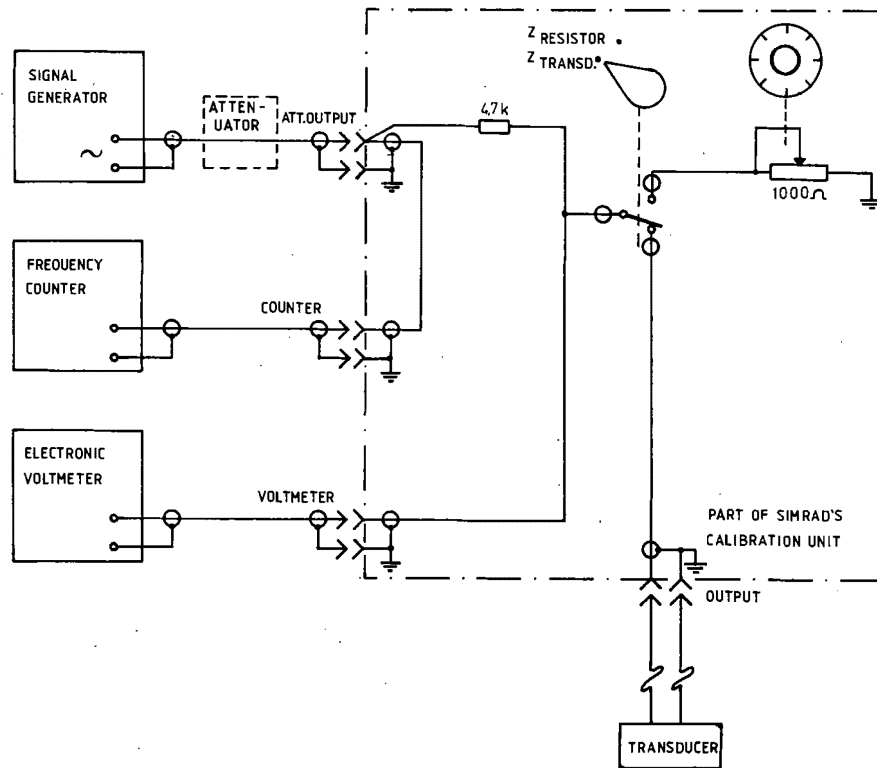 Z RESISTOR
Z TRANSD.
SIGNAL
GENERATOR
~
ATTEN-
UATOR
ATT.OUTPUT
4,7k
1000Ω
FREQUENCY
COUNTER
COUNTER
ELECTRONIC
VOLTMETER
VOLTMETER
PART OF SIMRAD'S
CALIBRATION UNIT
OUTPUT
TRANSDUCER